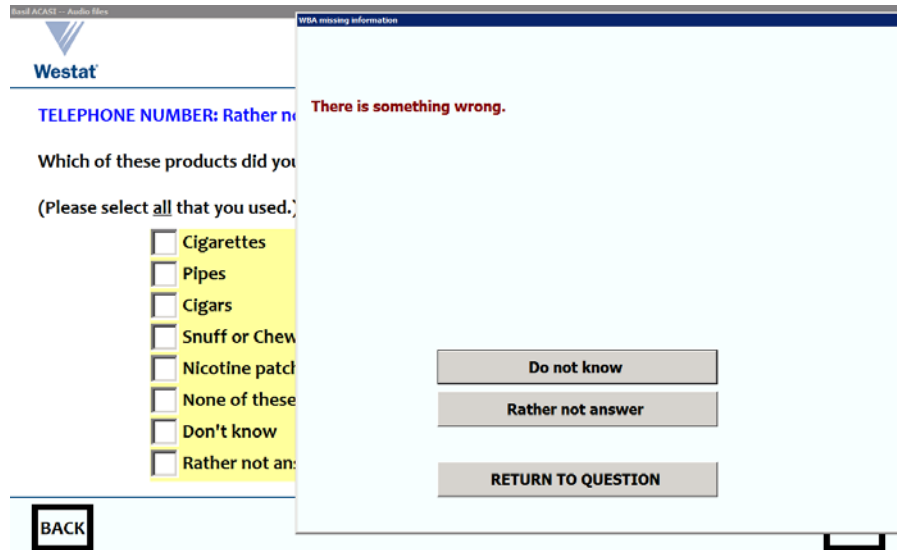 Basil ACASI -- Audio files
WBA missing information
Westat
TELEPHONE NUMBER: Rather
Which of these products did you
(Please select all that you used.)
Cigarettes
Pipes
Cigars
Snuff or Chew
Nicotine patch
None of these
Don't know
Rather not
BACK
There is something wrong.
Do not know
Rather not answer
RETURN TO QUESTION